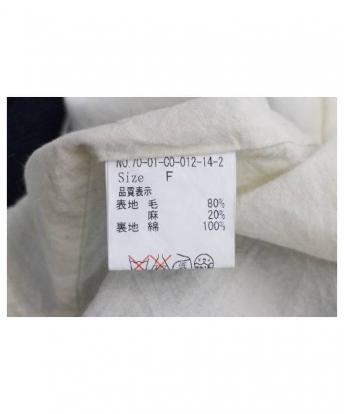 NO.70-01-CO-012-14-2
Size F
品質表示
表地 毛 80%
麻 20%
裏地 綿 100%